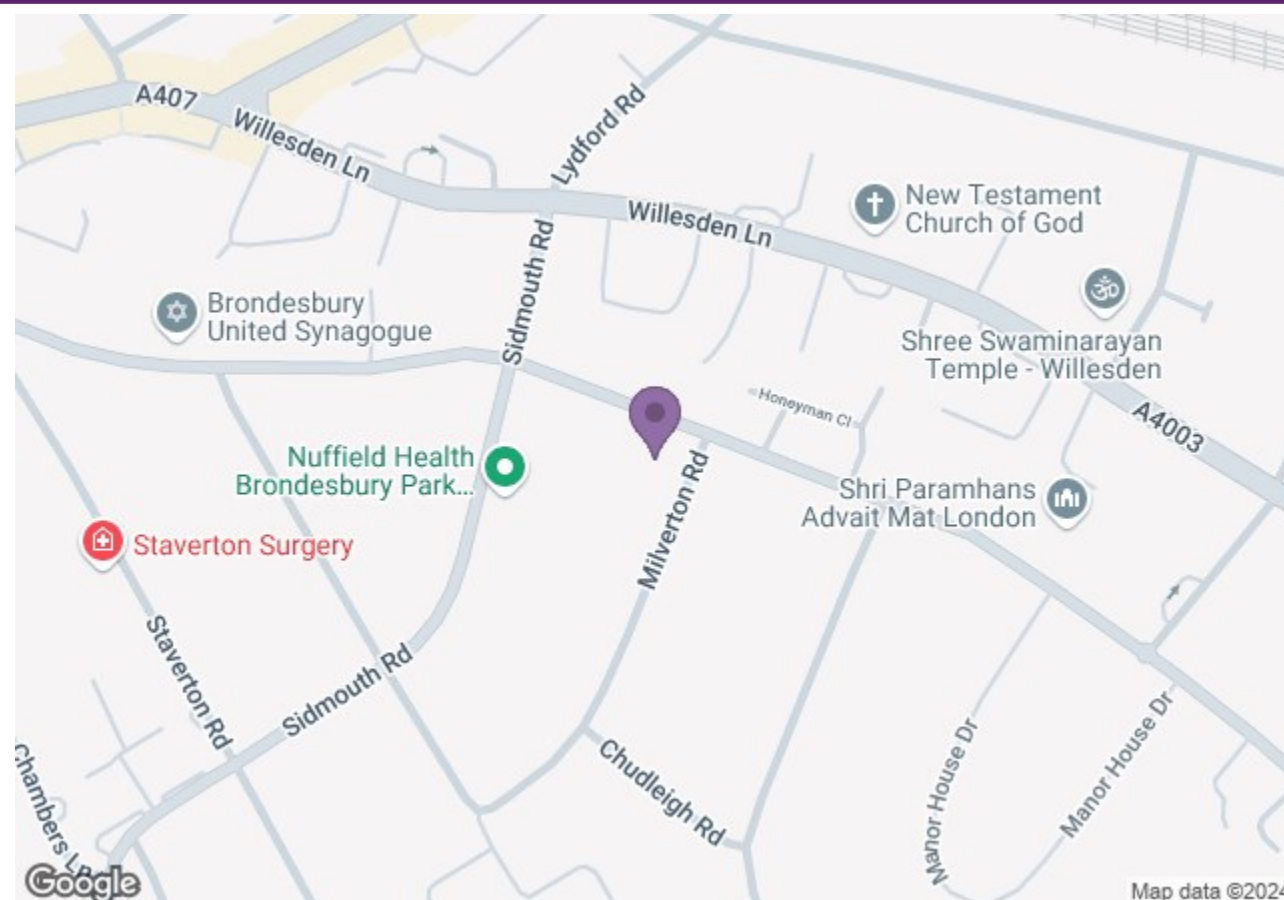 A407
Willesden Ln
Lydford Rd
Willesden Ln
New Testament
Church of God
Sidmouth Rd
Brondesbury
United Synagogue
Shree Swaminarayan
Temple - Willesden
Honeyman Cl
A4003
Nuffield Health
Brondesbury Park...
Milverton Rd
Shri Paramhans
Advait Mat London
Staverton Surgery
Staverton Rd
Sidmouth Rd
Chudleigh Rd
Manor House Dr
Manor House Dr
Chambers Ln
Google
Map data ©2024